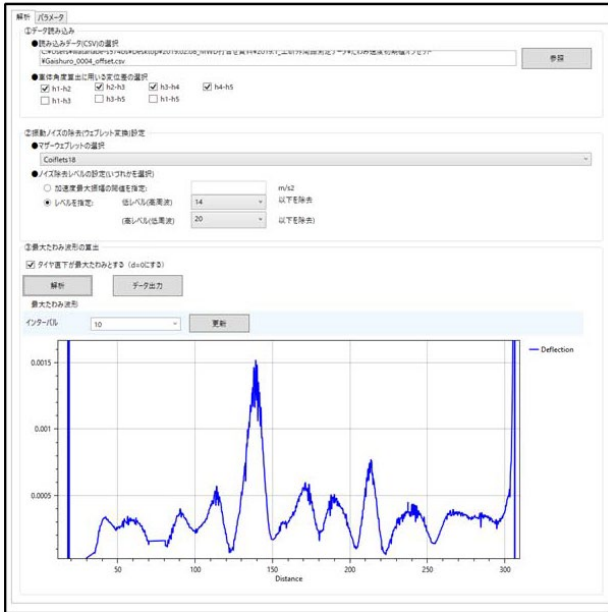 解析 パラメータ
①データ読み込み
●読み込みデータ(CSV)の選択
¥Gaishuro_0004_offset.csv
参照
●車体角度算出に用いる変位差の選択
h1-h2 h2-h3 h3-h4 h4-h5
h1-h3 h3-h5 h1-h5
②振動ノイズの除去(ウェブレット変換)設定
●マザーウェブレットの選択
Coiflets18
●ノイズ除去レベルの設定(いづれかを選択)
加速度最大振幅の閾値を指定: m/s2
レベルを指定: 低レベル(高周波) 14 以下を除去
(高レベル(低周波) 20 以下を除去)
③最大たわみ波形の算出
タイヤ直下が最大たわみとする (d=0にする)
解析 データ出力
最大たわみ波形
インターバル 10 更新
Deflection
0.0015
0.001
0.0005
50 100 150 200 250 300
Distance